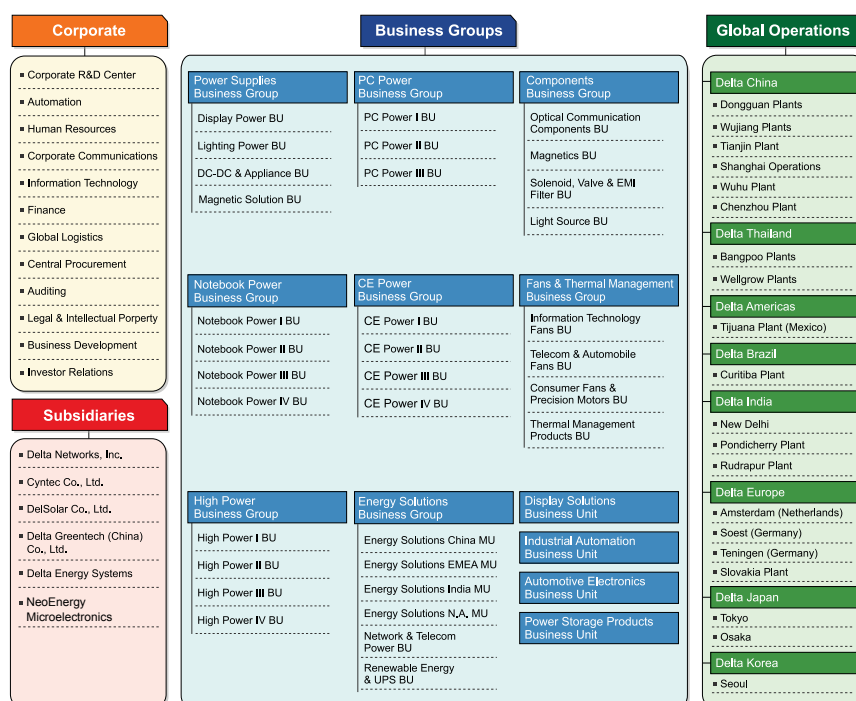 Corporate
Corporate R&D Center
Automation
Human Resources
Corporate Communications
Information Technology
Finance
Global Logistics
Central Procurement
Auditing
Legal & Intellectual Porperty
Business Development
Investor Relations
Subsidiaries
Delta Networks, Inc.
Cyntec Co., Ltd.
DelSolar Co., Ltd.
Delta Greentech (China)
Co., Ltd.
Delta Energy Systems
NeoEnergy
Microelectronics
Business Groups
Power Supplies
Business Group
Display Power BU
Lighting Power BU
DC-DC & Appliance BU
Magnetic Solution BU
PC Power
Business Group
PC Power I BU
PC Power II BU
PC Power III BU
Components
Business Group
Optical Communication
Components BU
Magnetics BU
Solenoid, Valve & EMI
Filter BU
Light Source BU
Notebook Power
Business Group
Notebook Power I BU
Notebook Power II BU
Notebook Power III BU
Notebook Power IV BU
CE Power
Business Group
CE Power I BU
CE Power II BU
CE Power III BU
CE Power IV BU
Fans & Thermal Management
Business Group
Information Technology
Fans BU
Telecom & Automobile
Fans BU
Consumer Fans &
Precision Motors BU
Thermal Management
Products BU
High Power
Business Group
High Power I BU
High Power II BU
High Power III BU
High Power IV BU
Energy Solutions
Business Group
Energy Solutions China MU
Energy Solutions EMEA MU
Energy Solutions India MU
Energy Solutions N.A. MU
Network & Telecom
Power BU
Renewable Energy
& UPS BU
Display Solutions
Business Unit
Industrial Automation
Business Unit
Automotive Electronics
Business Unit
Power Storage Products
Business Unit
Global Operations
Delta China
Dongguan Plants
Wujiang Plants
Tianjin Plant
Shanghai Operations
Wuhu Plant
Chenzhou Plant
Delta Thailand
Bangpoo Plants
Wellgrow Plants
Delta Americas
Tijuana Plant (Mexico)
Delta Brazil
Curitiba Plant
Delta India
New Delhi
Pondicherry Plant
Rudrapur Plant
Delta Europe
Amsterdam (Netherlands)
Soest (Germany)
Teningen (Germany)
Slovakia Plant
Delta Japan
Tokyo
Osaka
Delta Korea
Seoul